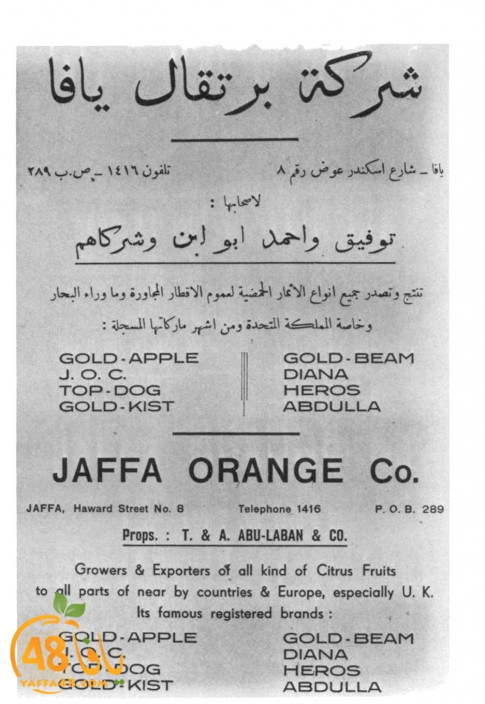 شركة برتقال يافا
يافا ـ شارع اسكندر عوض رقم ٨
تلفون ١٤١٦ ـ ص.ب ٢٨٩
لاصحابها :
توفيق واحمد ابو لبن وشركاهم
تنتج وتصدر جميع انواع الاثمار الحمضية لعموم الاقطار المجاورة وما وراء البحار
وخاصة المملكة المتحدة ومن اشهر ماركاتها المسجلة :
GOLD-APPLE GOLD-BEAM
J. O. C. DIANA
TOP-DOG HEROS
GOLD-KIST ABDULLA
JAFFA ORANGE Co.
JAFFA, Haward Street No. 8 Telephone 1416 P. O. B. 289
Props. : T. & A. ABU-LABAN & CO.
Growers & Exporters of all kind of Citrus Fruits
to all parts of near by countries & Europe, especially U. K.
Its famous registered brands :
GOLD-APPLE GOLD-BEAM
J. O. C. DIANA
TOP-DOG HEROS
GOLD-KIST ABDULLA
يافا 48
YAFFA48.COM